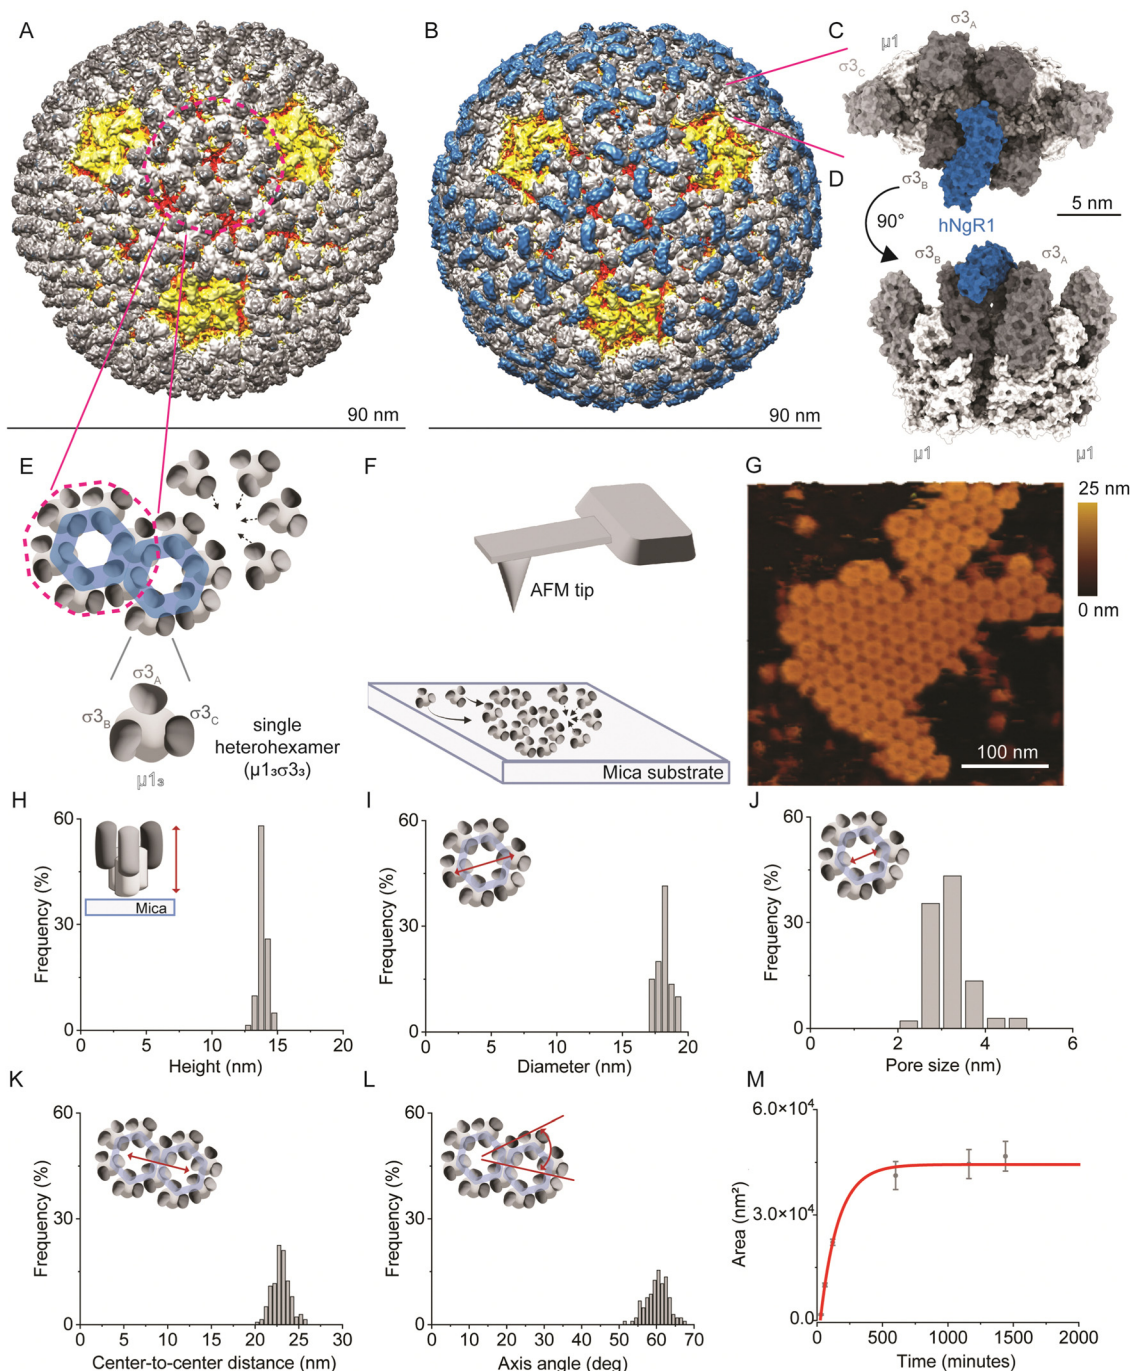 A
90 nm
B
90 nm
C
σ3A
μ1
σ3C
σ3B
hNgR1
5 nm
D
90°
σ3B
σ3A
μ1
μ1
E
σ3A
σ3B
σ3C
μ1₃
single
heterohexamer
(μ1₃σ3₃)
F
AFM tip
Mica substrate
G
25 nm
0 nm
100 nm
H
60
30
0
Frequency (%)
Mica
0 5 10 15 20
Height (nm)
I
60
30
0
Frequency (%)
0 5 10 15 20
Diameter (nm)
J
60
30
0
Frequency (%)
0 2 4 6
Pore size (nm)
K
60
30
0
Frequency (%)
0 5 10 15 20 25 30
Center-to-center distance (nm)
L
60
30
0
Frequency (%)
0 10 20 30 40 50 60 70
Axis angle (deg)
M
6.0×10⁴
3.0×10⁴
0.0
Area (nm²)
0 500 1000 1500 2000
Time (minutes)